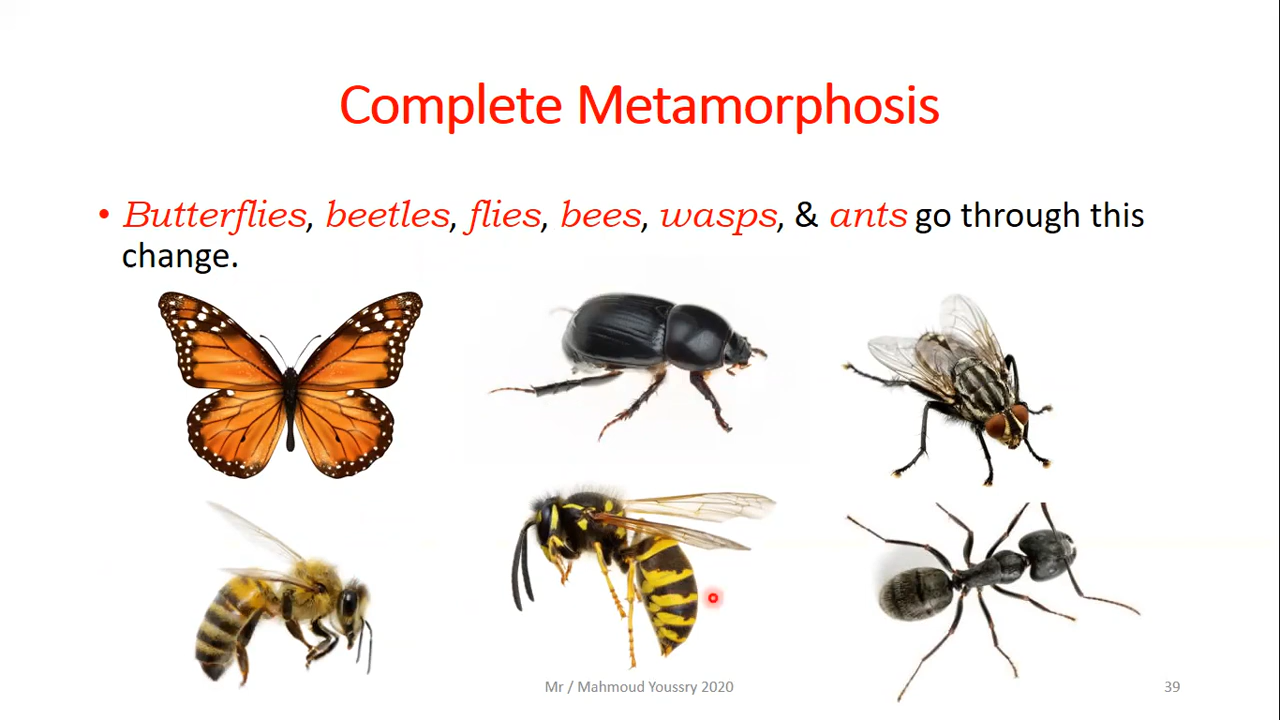 Complete Metamorphosis
• Butterflies, beetles, flies, bees, wasps, & ants go through this
change.
Mr / Mahmoud Youssry 2020
39